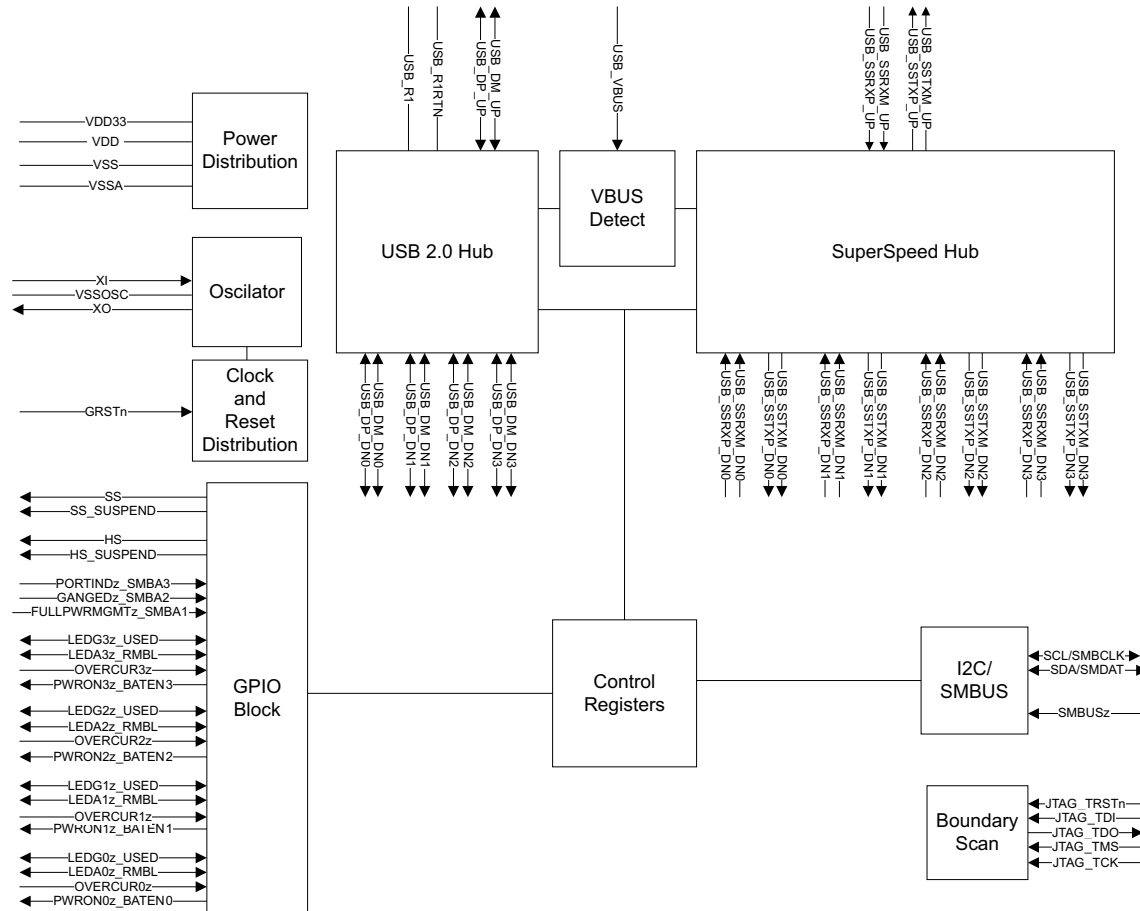 USB_R1
USB_R1RTN
USB_DP_UP
USB_DM_UP
USB_VBUS
USB_SSRXP_UP
USB_SSRXM_UP
USB_SSTXP_UP
USB_SSTXM_UP
VDD33
VDD
VSS
VSSA
Power
Distribution
USB 2.0 Hub
VBUS
Detect
SuperSpeed Hub
XI
VSSOSC
XO
Oscilator
GRSTn
Clock
and
Reset
Distribution
USB_DP_DN0
USB_DM_DN0
USB_DP_DN1
USB_DM_DN1
USB_DP_DN2
USB_DM_DN2
USB_DP_DN3
USB_DM_DN3
USB_SSRXP_DN0
USB_SSRXM_DN0
USB_SSTXP_DN0
USB_SSTXM_DN0
USB_SSRXP_DN1
USB_SSRXM_DN1
USB_SSTXP_DN1
USB_SSTXM_DN1
USB_SSRXP_DN2
USB_SSRXM_DN2
USB_SSTXP_DN2
USB_SSTXM_DN2
USB_SSRXP_DN3
USB_SSRXM_DN3
USB_SSTXP_DN3
USB_SSTXM_DN3
SS
SS_SUSPEND
HS
HS_SUSPEND
PORTINDz_SMBA3
GANGEDz_SMBA2
FULLPWRMGMTz_SMBA1
LEDG3z_USED
LEDA3z_RMBL
OVERCUR3z
PWRON3z_BATEN3
LEDG2z_USED
LEDA2z_RMBL
OVERCUR2z
PWRON2z_BATEN2
LEDG1z_USED
LEDA1z_RMBL
OVERCUR1z
PWRON1z_BATEN1
LEDG0z_USED
LEDA0z_RMBL
OVERCUR0z
PWRON0z_BATEN0
GPIO
Block
Control
Registers
I2C/
SMBUS
SCL/SMBCLK
SDA/SMDAT
SMBUSz
Boundary
Scan
JTAG_TRSTn
JTAG_TDI
JTAG_TDO
JTAG_TMS
JTAG_TCK